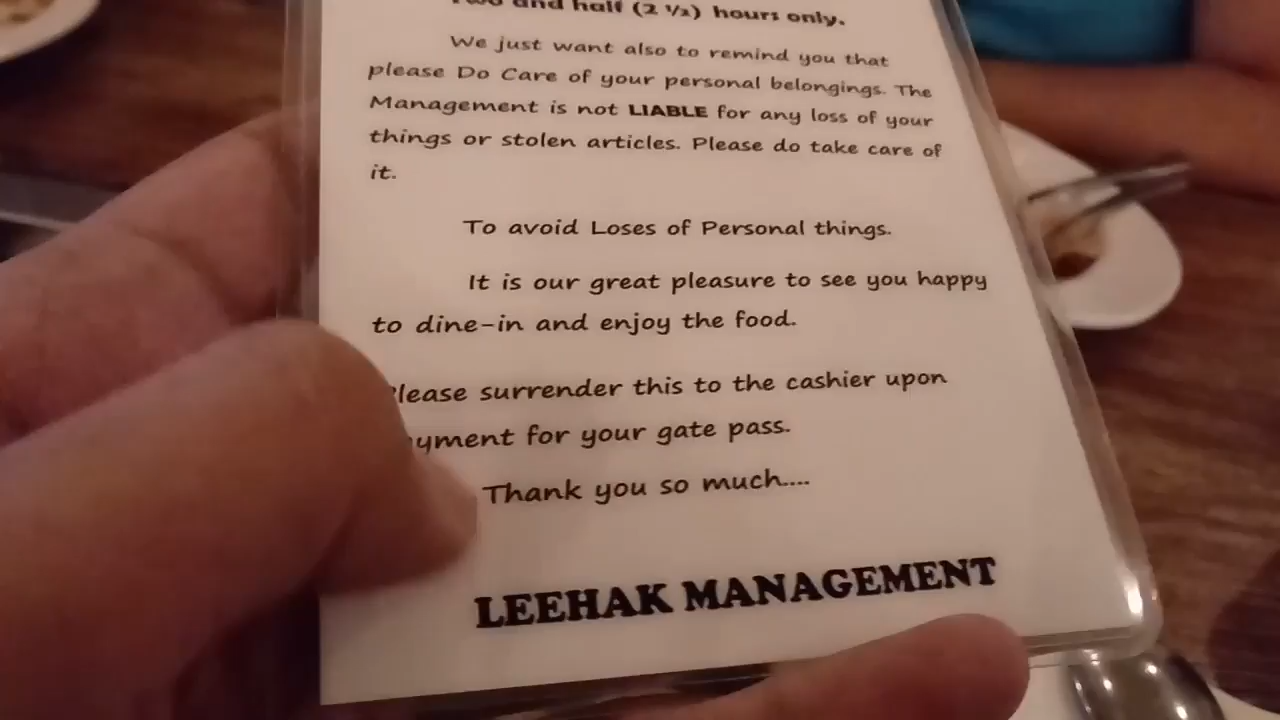 Two and half (2 ½) hours only.
We just want also to remind you that
please Do Care of your personal belongings. The
Management is not LIABLE for any loss of your
things or stolen articles. Please do take care of
it.
To avoid Loses of Personal things.
It is our great pleasure to see you happy
to dine-in and enjoy the food.
lease surrender this to the cashier upon
yment for your gate pass.
Thank you so much....
LEEHAK MANAGEMENT